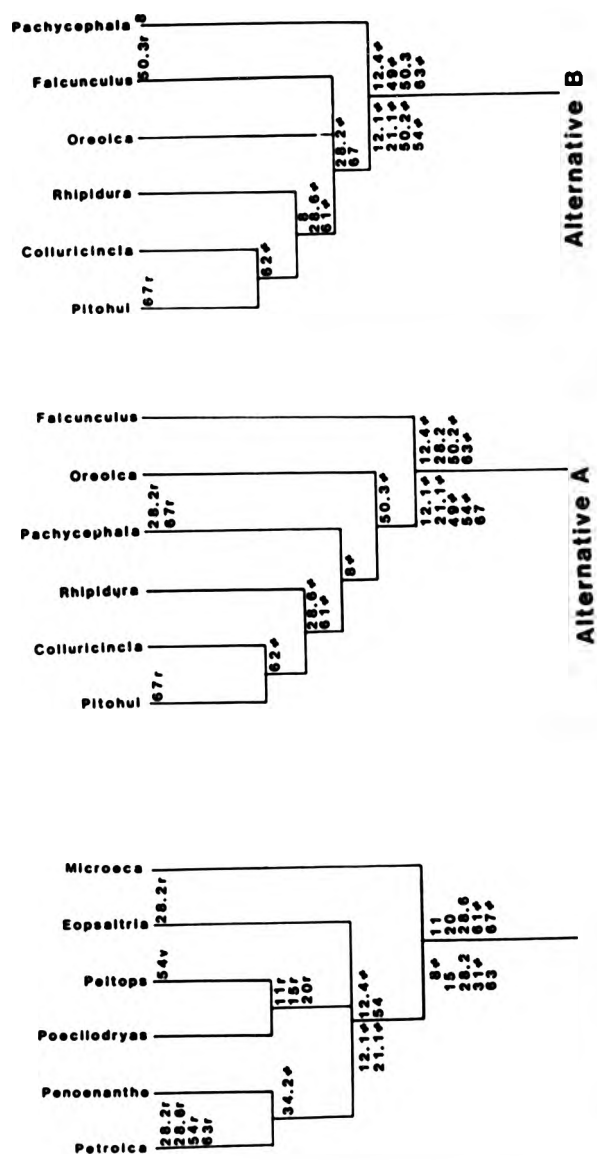 Pachycephala
8
Falcunculus
50.3r
Oreoica
Rhipidura
Colluricincla
Pitohui
67r
62≠
8
28.6≠
61≠
28.2≠
67
12.1≠
21.1≠
50.2≠
54≠
12.4≠
49≠
50.3
63≠
Alternative B
Falcunculus
Oreoica
Pachycephala
28.2r
67r
Rhipidura
Colluricincla
Pitohui
67r
62≠
28.6≠
61≠
8≠
50.3≠
12.1≠
21.1≠
49≠
54≠
67
12.4≠
28.2
50.2≠
63≠
Alternative A
Microeca
Eopsaltria
28.2r
Peltops
54v
Poecilodryas
Penoenanthe
Petroica
28.2r
28.6r
54r
63r
34.2≠
11r
15r
20r
12.1≠
21.1≠
12.4≠
54
8≠
15
28.2
31≠
63
11
20
28.6
61≠
67≠